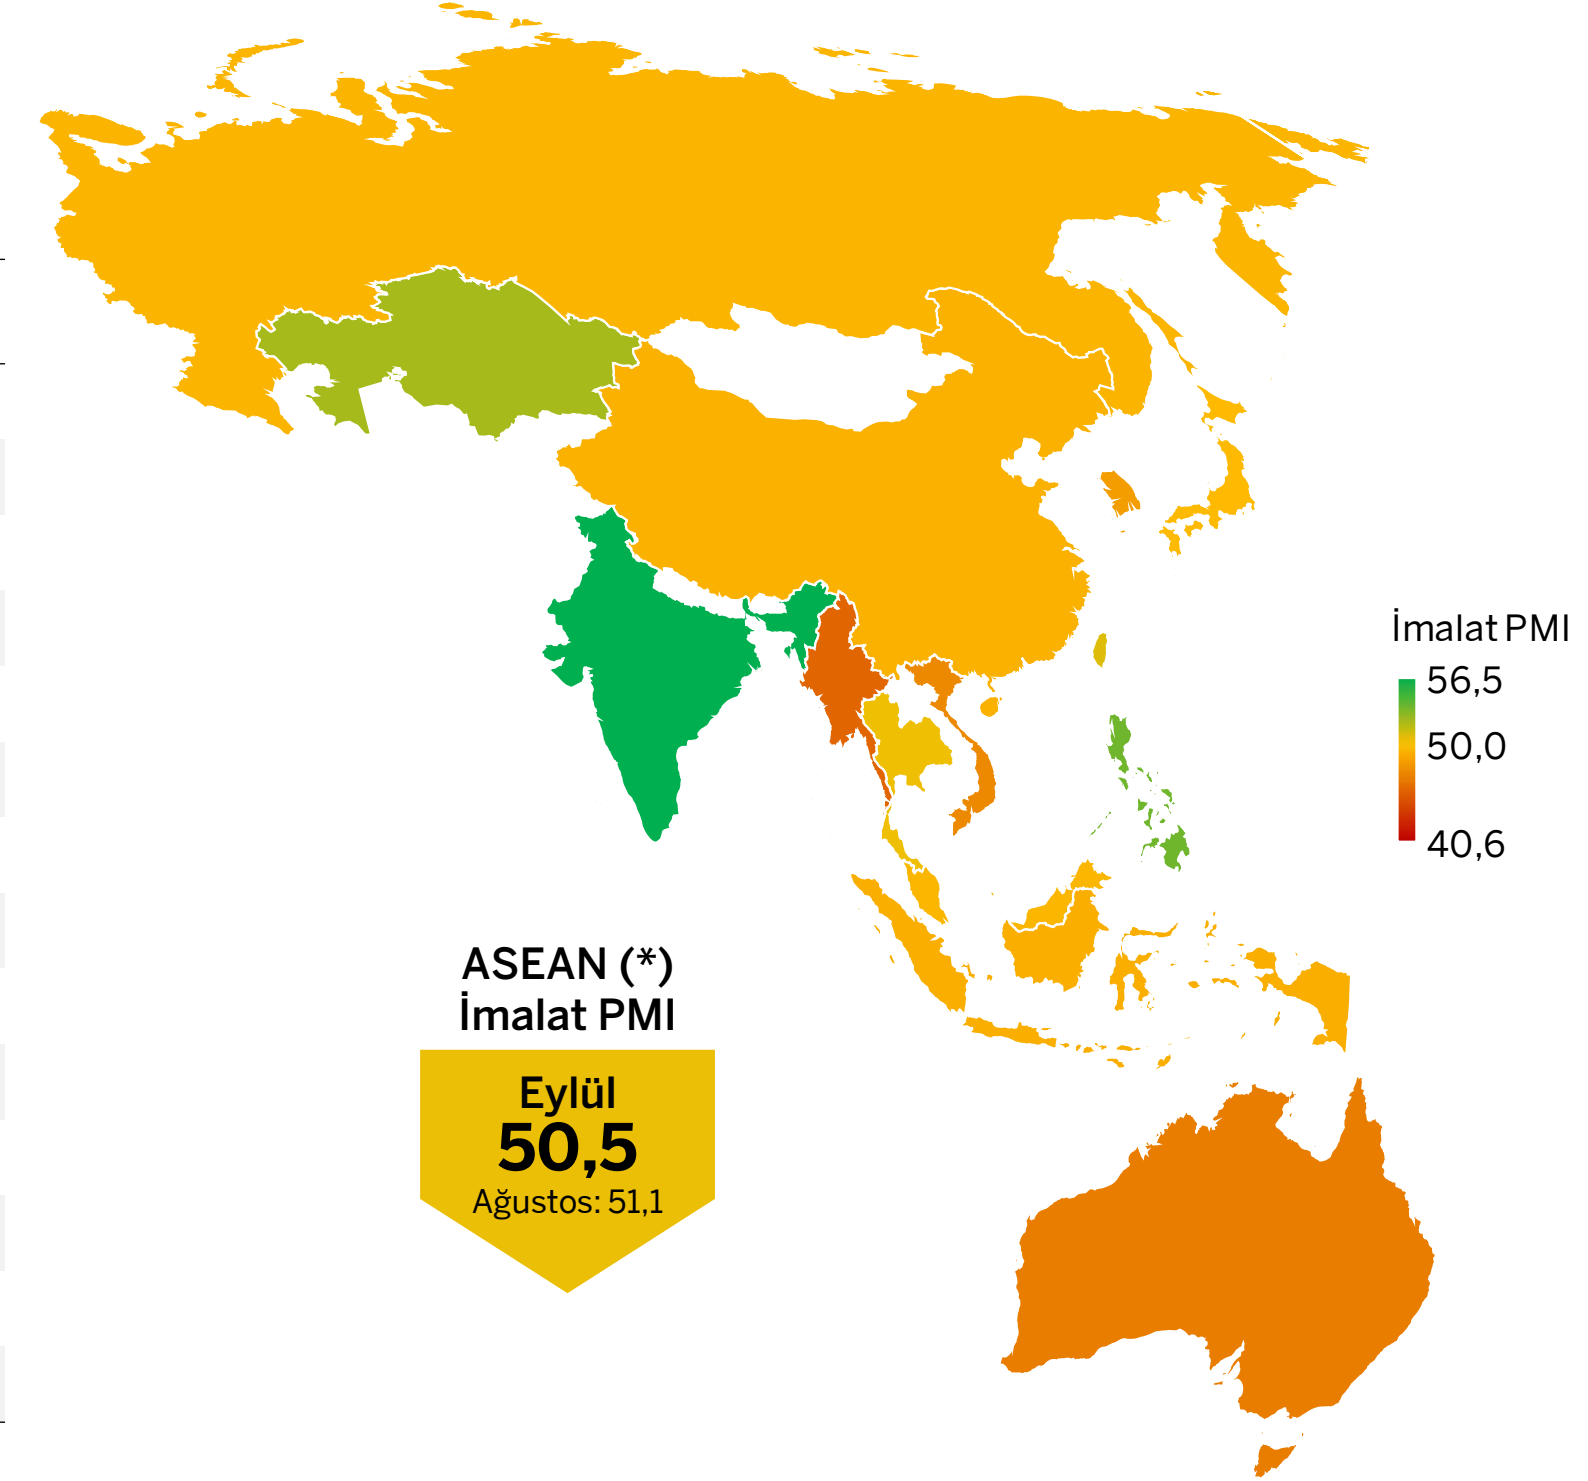 İmalat PMI
56,5
50,0
40,6
ASEAN (*)
İmalat PMI
Eylül
50,5
Ağustos: 51,1